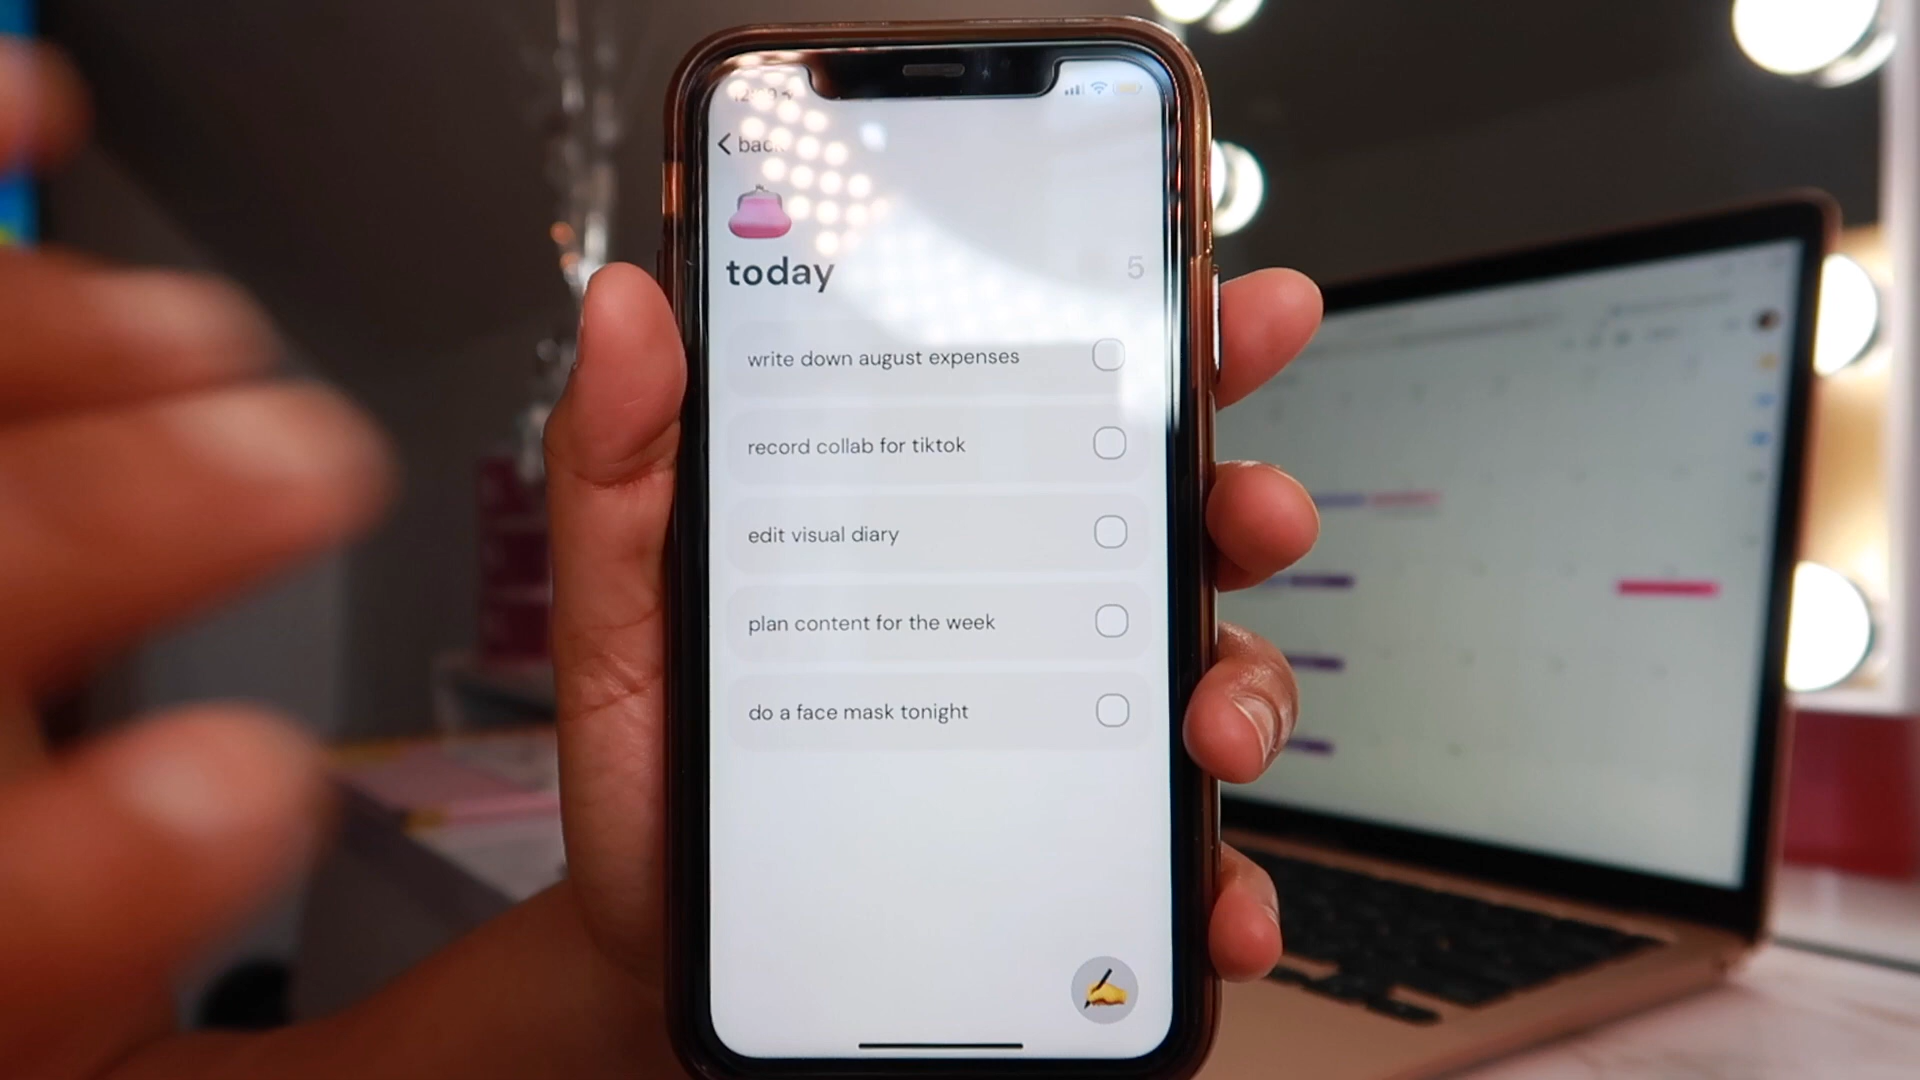 today
5
write down august expenses
record collab for tiktok
edit visual diary
plan content for the week
do a face mask tonight